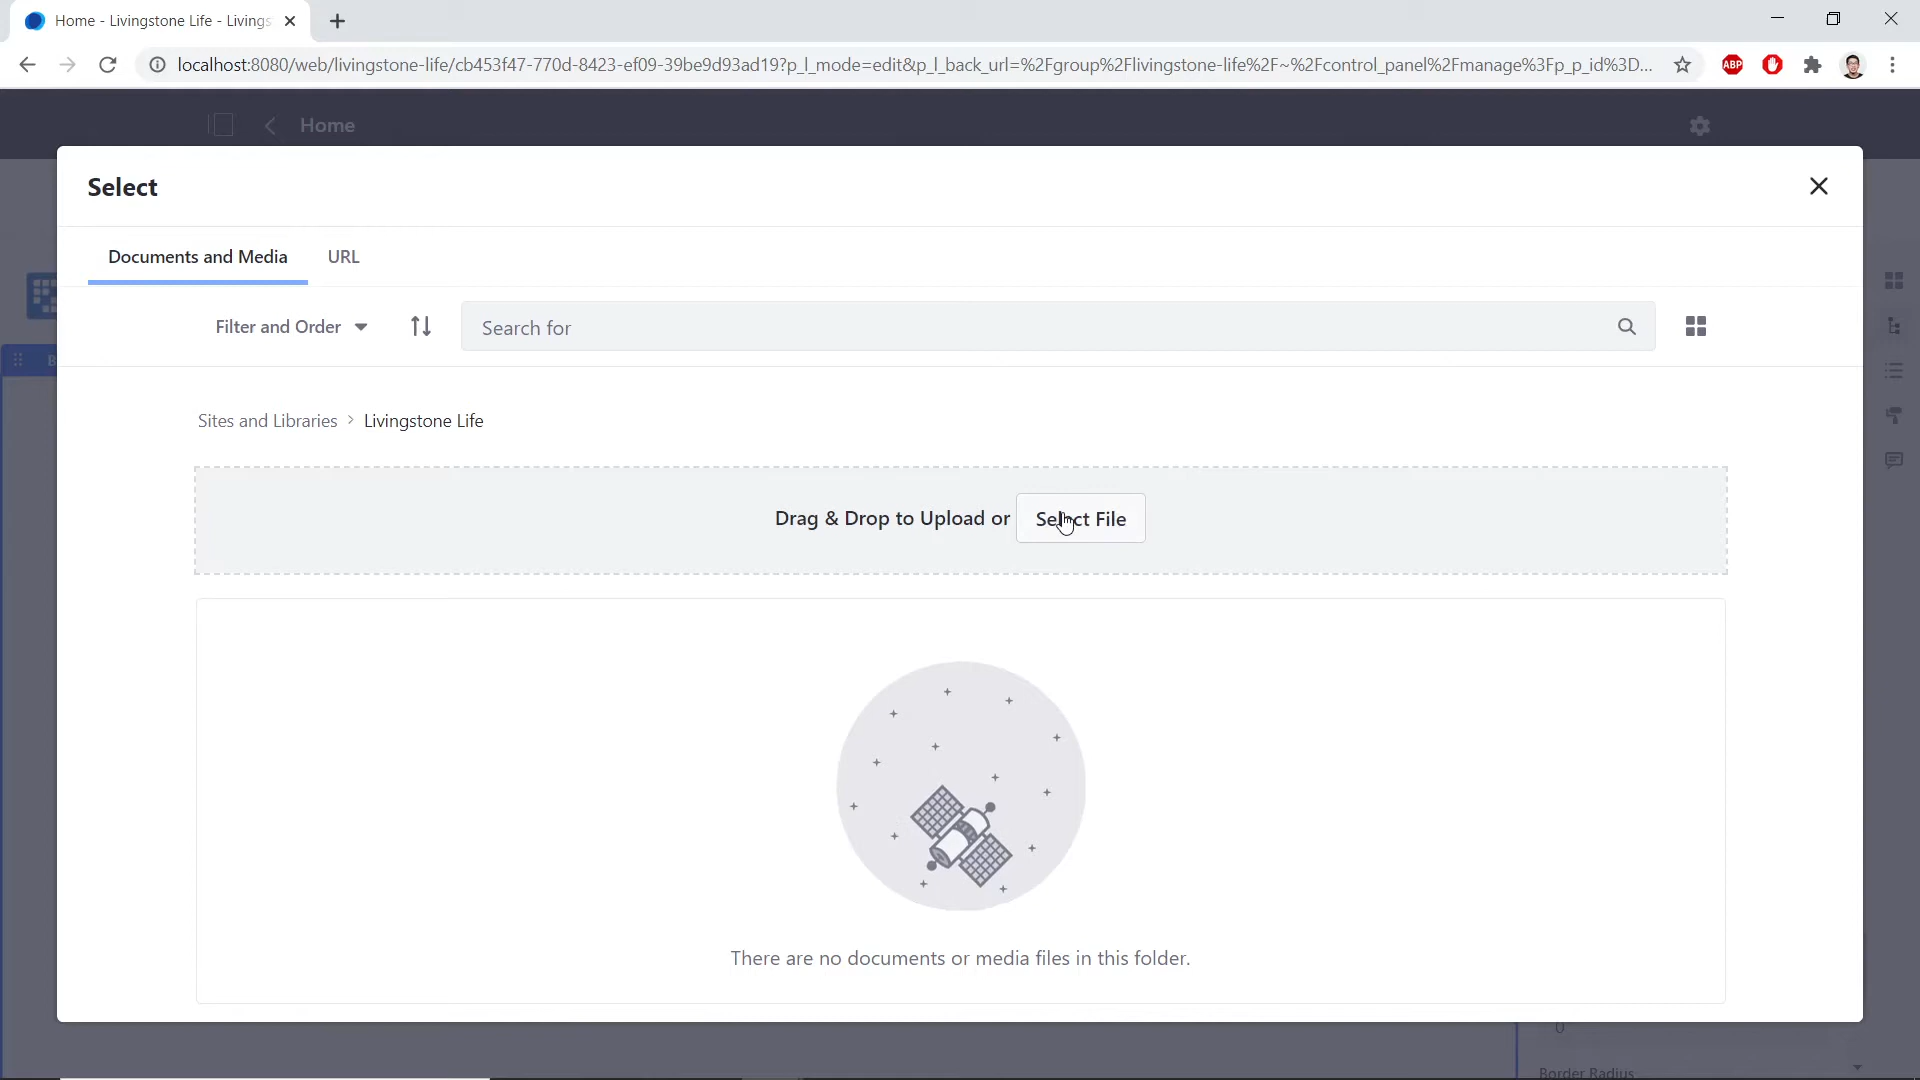 Home - Livingstone Life - Livings
localhost:8080/web/livingstone-life/cb453f47-770d-8423-ef09-39be9d93ad19?p_l_mode=edit&p_l_back_url=%2Fgroup%2Flivingstone-life%2F~%2Fcontrol_panel%2Fmanage%3Fp_p_id%3D...
ABP
Home
Select
Documents and Media URL
Filter and Order
Search for
B
Sites and Libraries > Livingstone Life
Drag & Drop to Upload or Select File
There are no documents or media files in this folder.
0
Border Radius